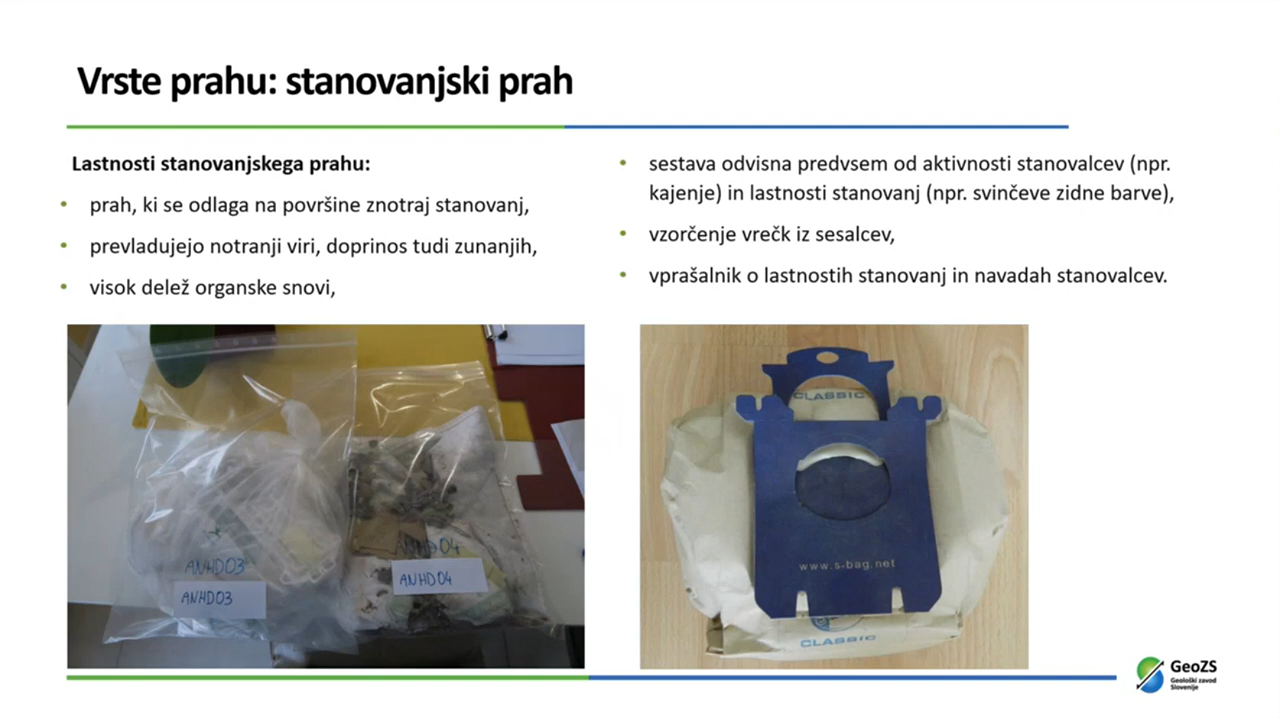 Vrste prahu: stanovanjski prah
Lastnosti stanovanjskega prahu:
• prah, ki se odlaga na površine znotraj stanovanj,
• prevladujejo notranji viri, doprinos tudi zunanjih,
• visok delež organske snovi,
• sestava odvisna predvsem od aktivnosti stanovalcev (npr.
kajenje) in lastnosti stanovanj (npr. svinčeve zidne barve),
• vzorčenje vrečk iz sesalcev,
• vprašalnik o lastnostih stanovanj in navadah stanovalcev.
ANHD03
ANHD03
ANHD04
ANHD04
CLASSIC
www.s-bag.net
CLASSIC
GeoZS
Geološki zavod
Slovenije